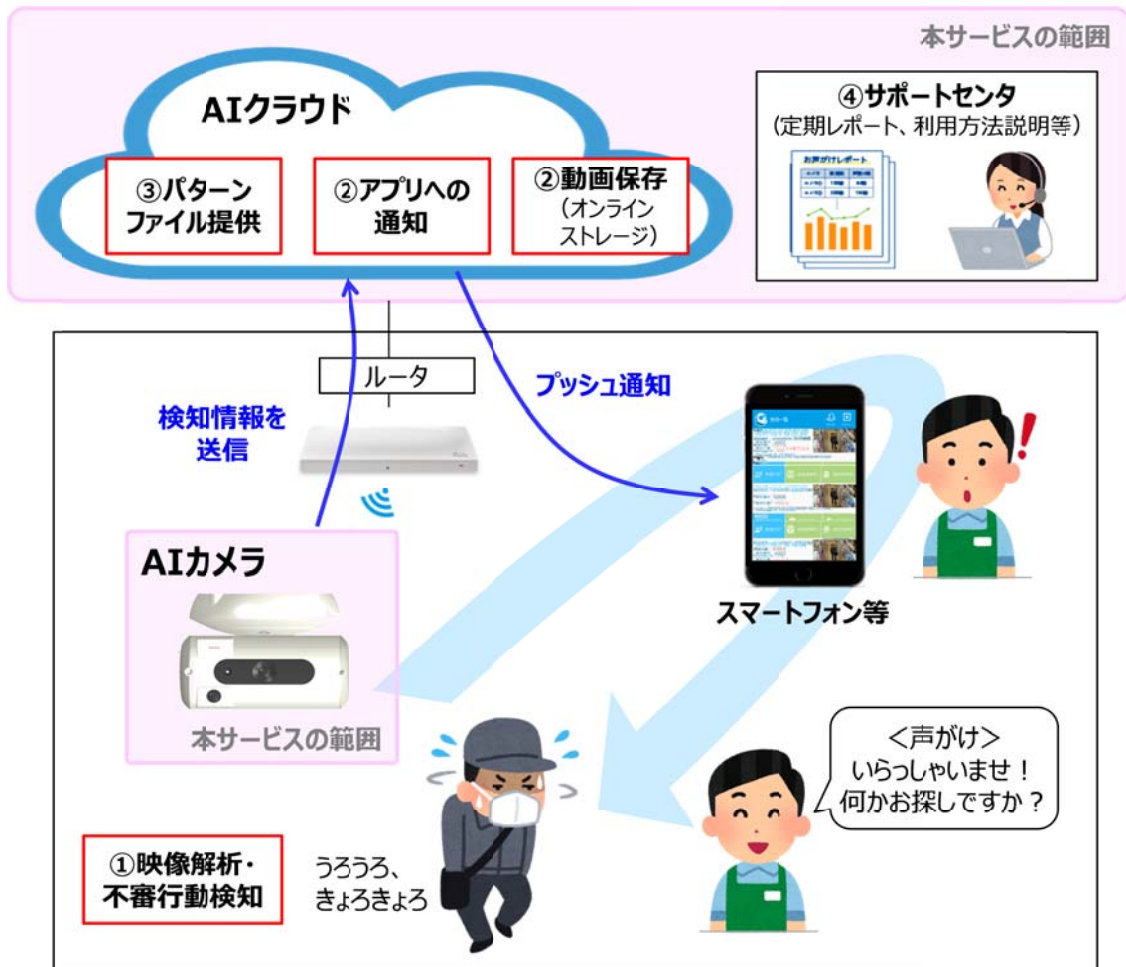 本サービスの範囲
AIクラウド
③パターン
ファイル提供
②アプリへの
通知
②動画保存
（オンライン
ストレージ）
④サポートセンタ
（定期レポート、利用方法説明等）
お声がけレポート
ルータ
検知情報を
送信
プッシュ通知
スマートフォン等
AIカメラ
本サービスの範囲
＜声がけ＞
いらっしゃいませ！
何かお探しですか？
①映像解析・
不審行動検知
うろうろ、
きょろきょろ